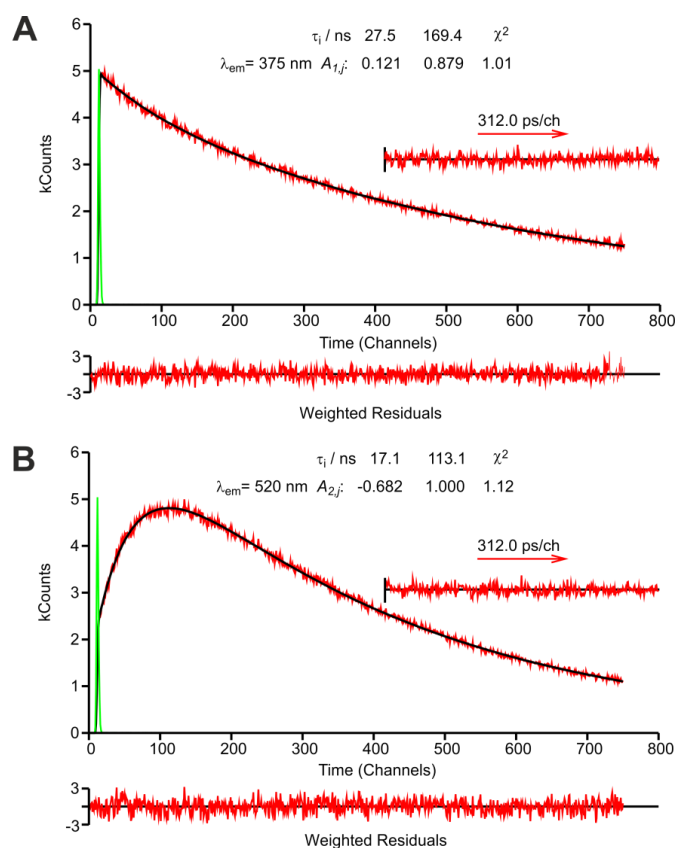 A
τi / ns 27.5 169.4 χ2
λem= 375 nm A1,j: 0.121 0.879 1.01
312.0 ps/ch
kCounts
6
5
4
3
2
1
0
0 100 200 300 400 500 600 700 800
Time (Channels)
3
-3
Weighted Residuals
B
τi / ns 17.1 113.1 χ2
λem= 520 nm A2,j: -0.682 1.000 1.12
312.0 ps/ch
kCounts
6
5
4
3
2
1
0
0 100 200 300 400 500 600 700 800
Time (Channels)
3
-3
Weighted Residuals